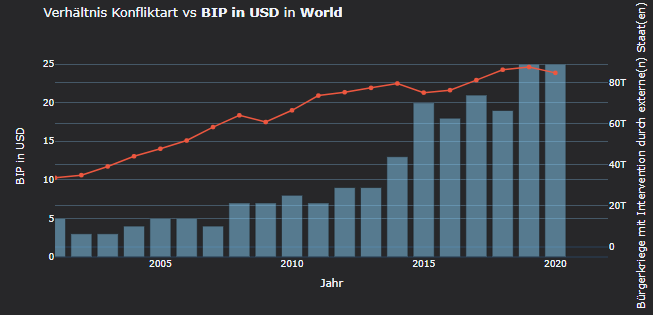 Verhältnis Konfliktart vs BIP in USD in World
25
20
15
10
5
0
BIP in USD
80T
60T
40T
20T
0
Bürgerkriege mit Intervention durch externe(n) Staat(en)
2005
2010
2015
2020
Jahr